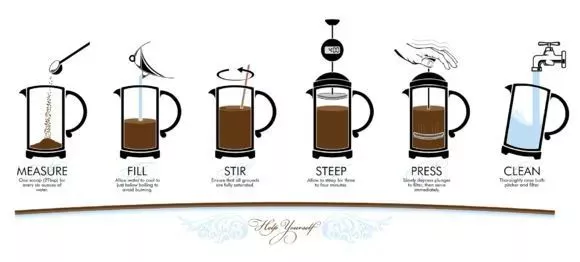 MEASURE
One scoop (2Tbsp) for
every six ounces of
water.
FILL
Allow water to cool to
just below boiling to
avoid burning.
STIR
Ensure that all grounds
are fully saturated.
STEEP
Allow to steep for three
to four minutes
PRESS
Slowly depress plunger
to filter, then serve
immediately.
CLEAN
Thoroughly rinse both
pitcher and filter.
Help Yourself